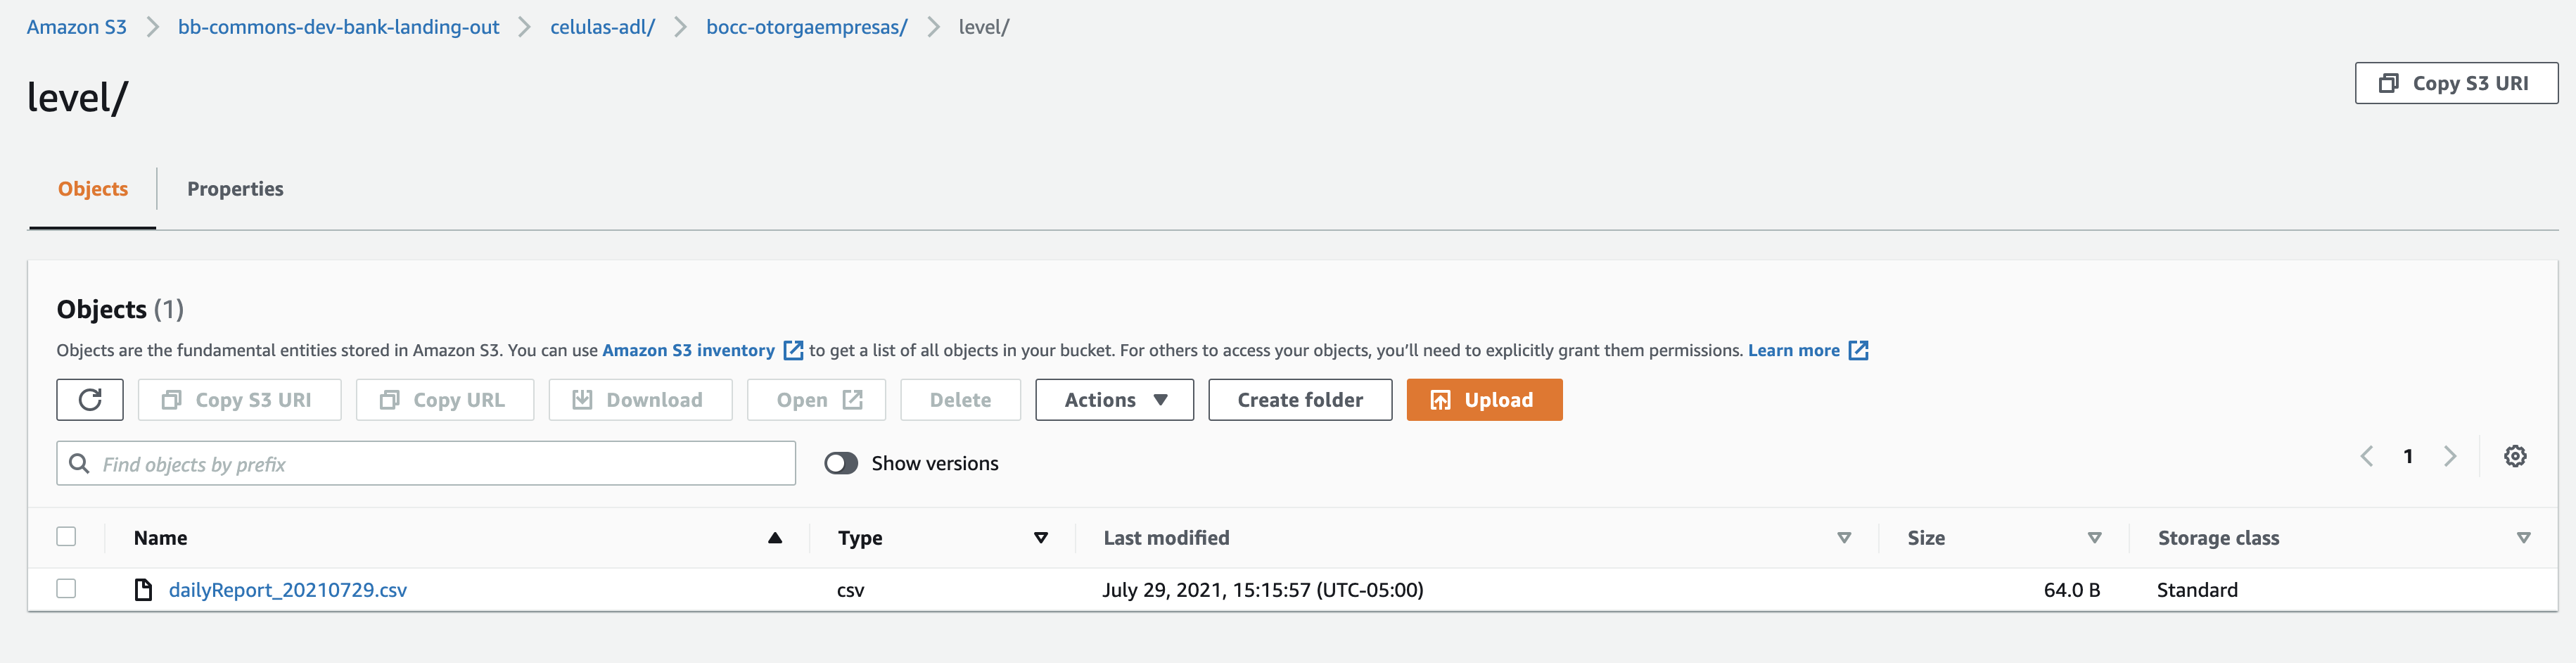 Amazon S3 bb-commons-dev-bank-landing-out celulas-adl/ bocc-otorgaempresas/ level/
level/
Copy S3 URI
Objects Properties
Objects (1)
Objects are the fundamental entities stored in Amazon S3. You can use Amazon S3 inventory to get a list of all objects in your bucket. For others to access your objects, you’ll need to explicitly grant them permissions. Learn more
Copy S3 URI Copy URL Download Open Delete Actions Create folder Upload
Find objects by prefix Show versions 1
Name Type Last modified Size Storage class
dailyReport_20210729.csv csv July 29, 2021, 15:15:57 (UTC-05:00) 64.0 B Standard